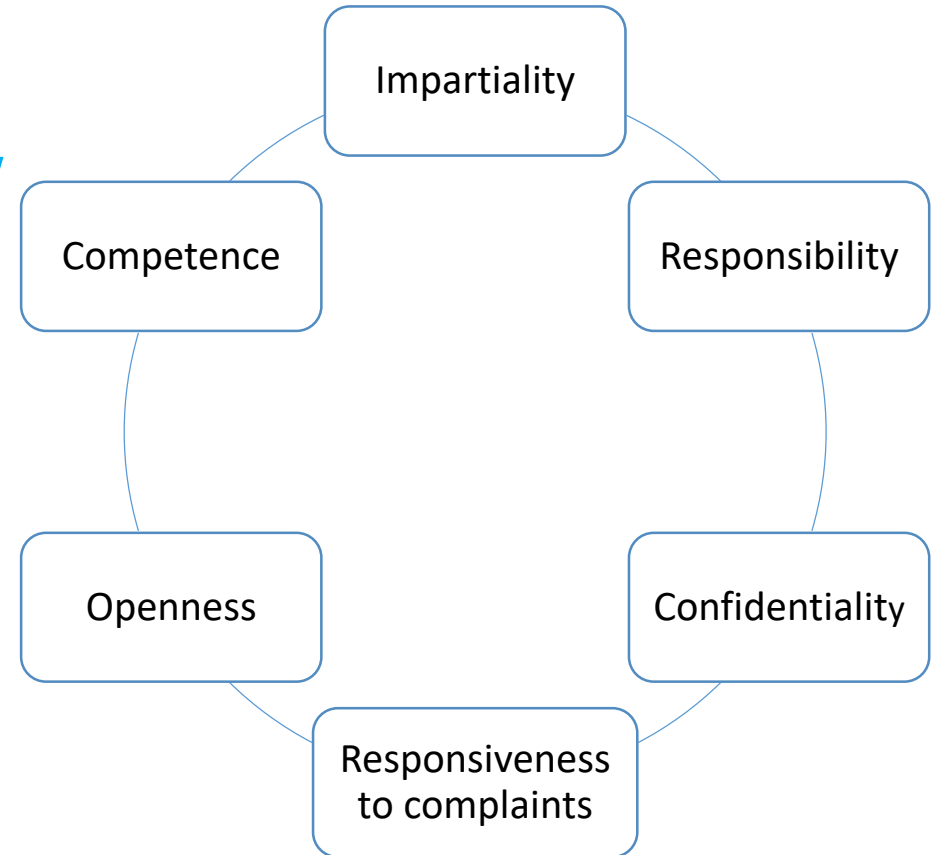 Impartiality
Competence
Responsibility
Openness
Confidentiality
Responsiveness
to complaints